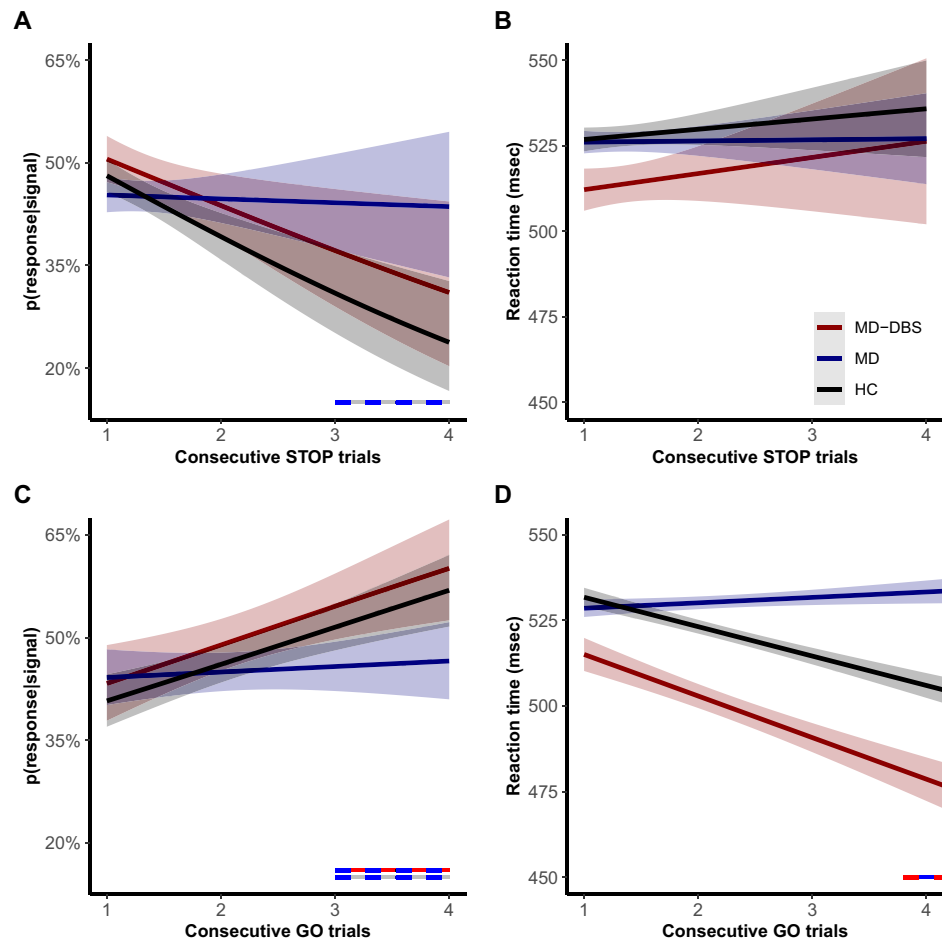 A
65%
50%
35%
20%
p(response|signal)
1 2 3 4
Consecutive STOP trials
B
550
525
500
475
450
Reaction time (msec)
MD−DBS
MD
HC
1 2 3 4
Consecutive STOP trials
C
65%
50%
35%
20%
p(response|signal)
1 2 3 4
Consecutive GO trials
D
550
525
500
475
450
Reaction time (msec)
1 2 3 4
Consecutive GO trials